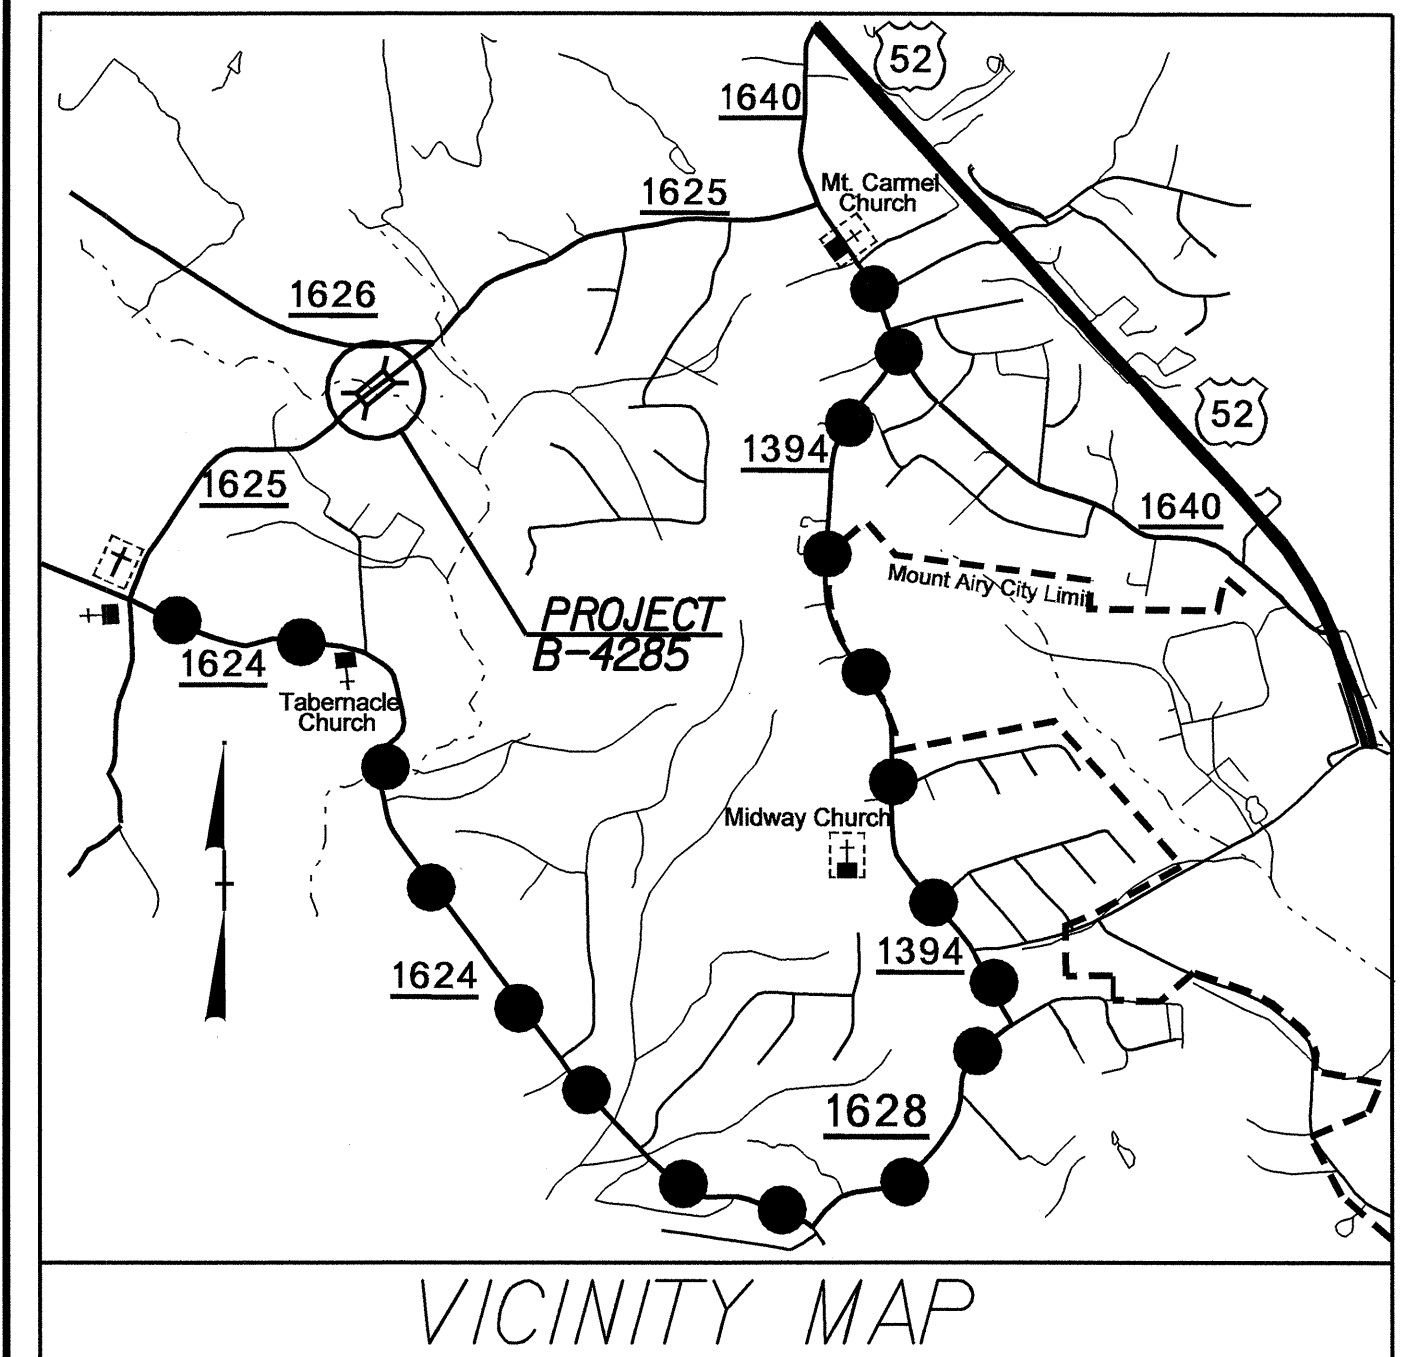 52
1640
Mt. Carmel
Church
1625
1626
52
1394
1625
1640
Mount Airy City Limit
PROJECT
B-4285
1624
Tabernacle
Church
Midway Church
1394
1624
1628
VICINITY MAP